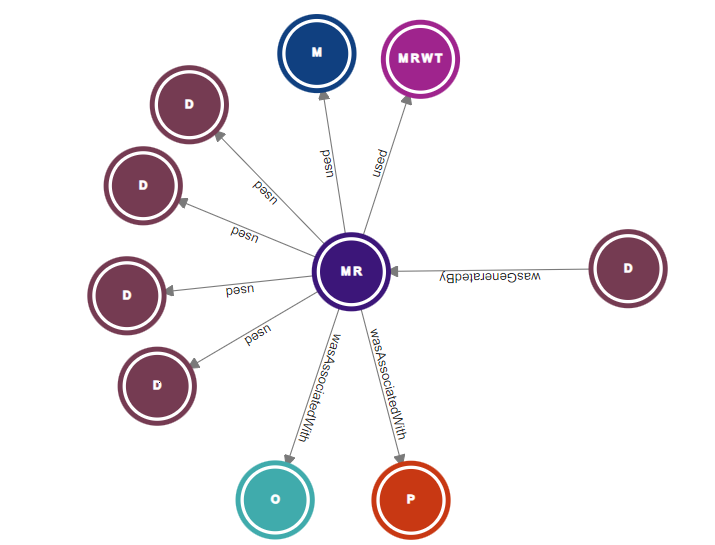 M
MRWT
D
used
used
D
used
D
used
MR
D
wasGeneratedBy
D
used
used
D
wasAssociatedWith
wasAssociatedWith
O
P